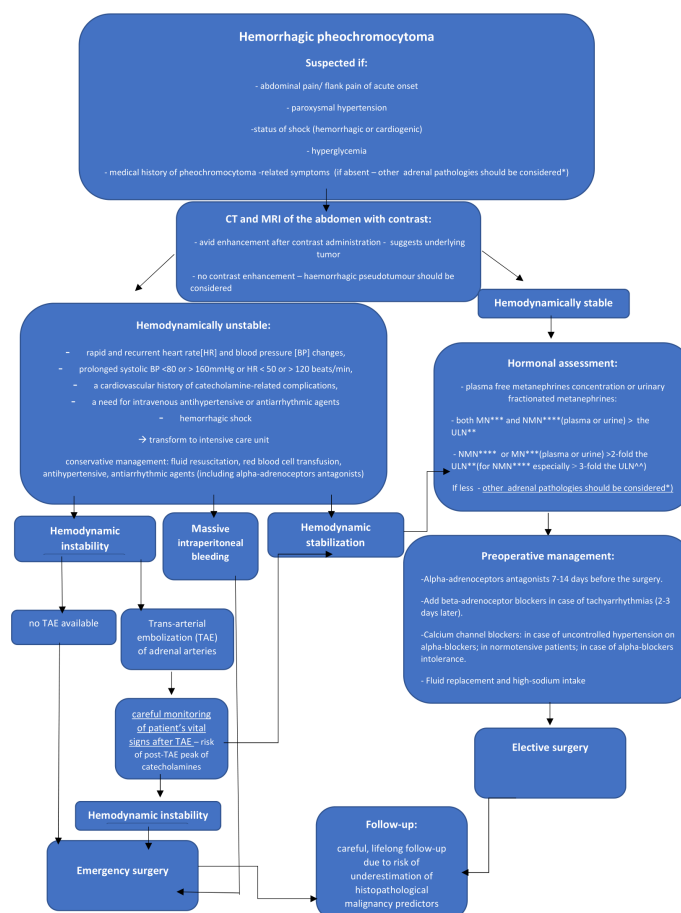 Hemorrhagic pheochromocytoma
Suspected if:
- abdominal pain/ flank pain of acute onset
- paroxysmal hypertension
-status of shock (hemorrhagic or cardiogenic)
- hyperglycemia
- medical history of pheochromocytoma -related symptoms (if absent – other adrenal pathologies should be considered*)
CT and MRI of the abdomen with contrast:
- avid enhancement after contrast administration - suggests underlying
tumor
- no contrast enhancement – haemorrhagic pseudotumour should be
considered
Hemodynamically unstable:
- rapid and recurrent heart rate[HR] and blood pressure [BP] changes,
- prolonged systolic BP <80 or > 160mmHg or HR < 50 or > 120 beats/min,
- a cardiovascular history of catecholamine-related complications,
- a need for intravenous antihypertensive or antiarrhythmic agents
- hemorrhagic shock
→ transform to intensive care unit
conservative management: fluid resuscitation, red blood cell transfusion,
antihypertensive, antiarrhythmic agents (including alpha-adrenoceptors antagonists)
Hemodynamically stable
Hormonal assessment:
- plasma free metanephrines concentration or urinary
fractionated metanephrines:
- both MN*** and NMN****(plasma or urine) > the
ULN**
- NMN**** or MN***(plasma or urine) >2-fold the
ULN**(for NMN**** especially > 3-fold the ULN^^)
If less - other adrenal pathologies should be considered*)
Hemodynamic
instability
Massive
intraperitoneal
bleeding
Hemodynamic
stabilization
Preoperative management:
-Alpha-adrenoceptors antagonists 7-14 days before the surgery.
-Add beta-adrenoceptor blockers in case of tachyarrhythmias (2-3
days later).
-Calcium channel blockers: in case of uncontrolled hypertension on
alpha-blockers; in normotensive patients; in case of alpha-blockers
intolerance.
- Fluid replacement and high-sodium intake
no TAE available
Trans-arterial
embolization (TAE)
of adrenal arteries
careful monitoring
of patient's vital
signs after TAE – risk
of post-TAE peak of
catecholamines
Elective surgery
Hemodynamic instability
Emergency surgery
Follow-up:
careful, lifelong follow-up
due to risk of
underestimation of
histopathological
malignancy predictors